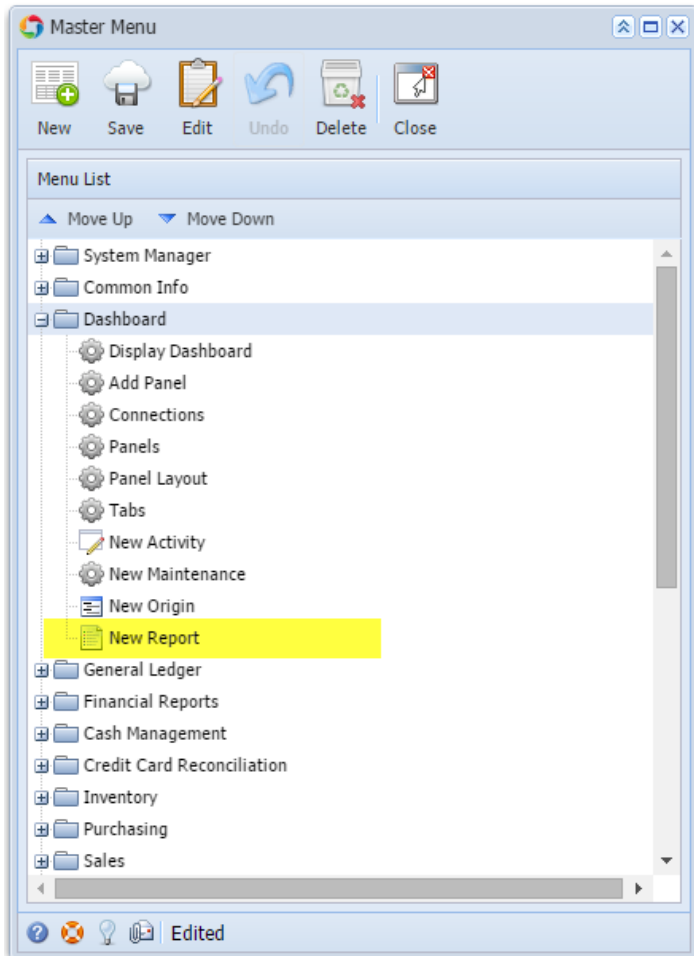 Master Menu
New Save Edit Undo Delete Close
Menu List
Move Up Move Down
System Manager
Common Info
Dashboard
Display Dashboard
Add Panel
Connections
Panels
Panel Layout
Tabs
New Activity
New Maintenance
New Origin
New Report
General Ledger
Financial Reports
Cash Management
Credit Card Reconciliation
Inventory
Purchasing
Sales
Edited